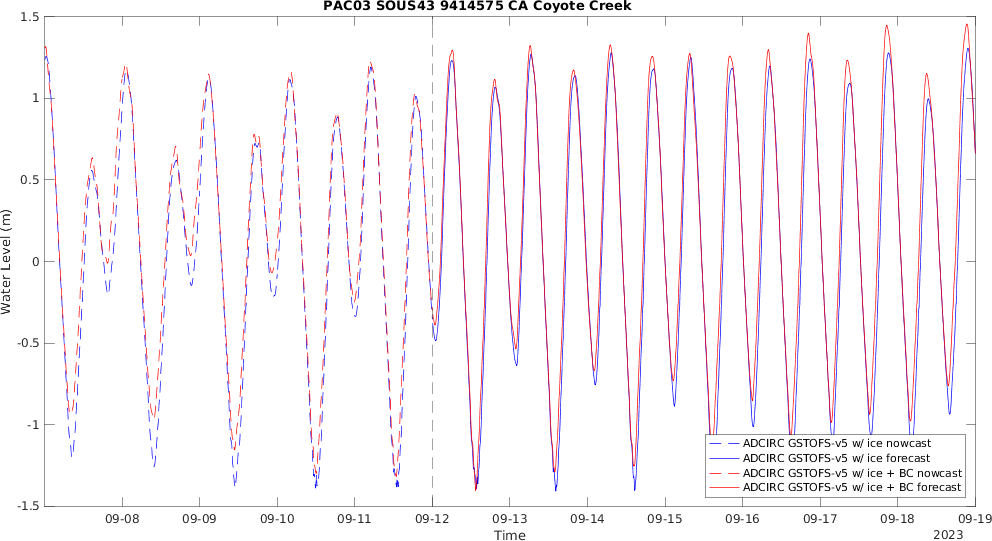 PAC03 SOUS43 9414575 CA Coyote Creek
Water Level (m)
1.5
1
0.5
0
-0.5
-1
-1.5
ADCIRC GSTOFS-v5 w/ ice nowcast
ADCIRC GSTOFS-v5 w/ ice forecast
ADCIRC GSTOFS-v5 w/ ice + BC nowcast
ADCIRC GSTOFS-v5 w/ ice + BC forecast
09-08 09-09 09-10 09-11 09-12 09-13 09-14 09-15 09-16 09-17 09-18 09-19
Time
2023